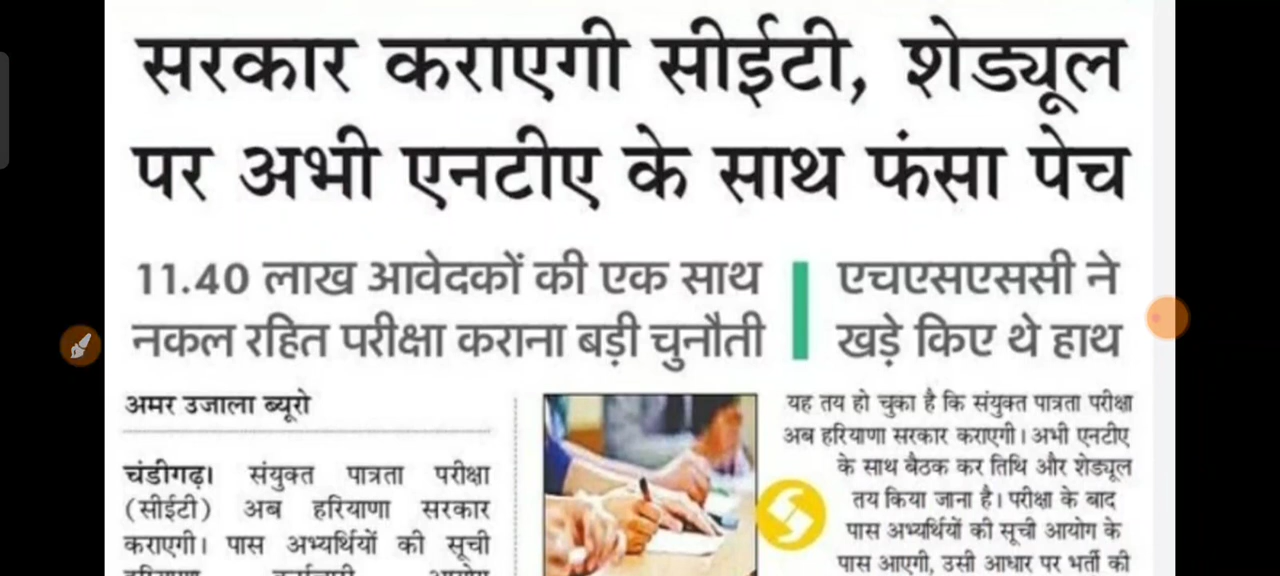 सरकार कराएगी सीईटी, शेड्यूल
पर अभी एनटीए के साथ फंसा पेच
11.40 लाख आवेदकों की एक साथ
नकल रहित परीक्षा कराना बड़ी चुनौती
एचएसएससी ने
खड़े किए थे हाथ
अमर उजाला ब्यूरो
चंडीगढ़। संयुक्त पात्रता परीक्षा
(सीईटी) अब हरियाणा सरकार
कराएगी। पास अभ्यर्थियों की सूची
यह तय हो चुका है कि संयुक्त पात्रता परीक्षा
अब हरियाणा सरकार कराएगी। अभी एनटीए
के साथ बैठक कर तिथि और शेड्यूल
तय किया जाना है। परीक्षा के बाद
पास अभ्यर्थियों की सूची आयोग के
पास आएगी, उसी आधार पर भर्ती की